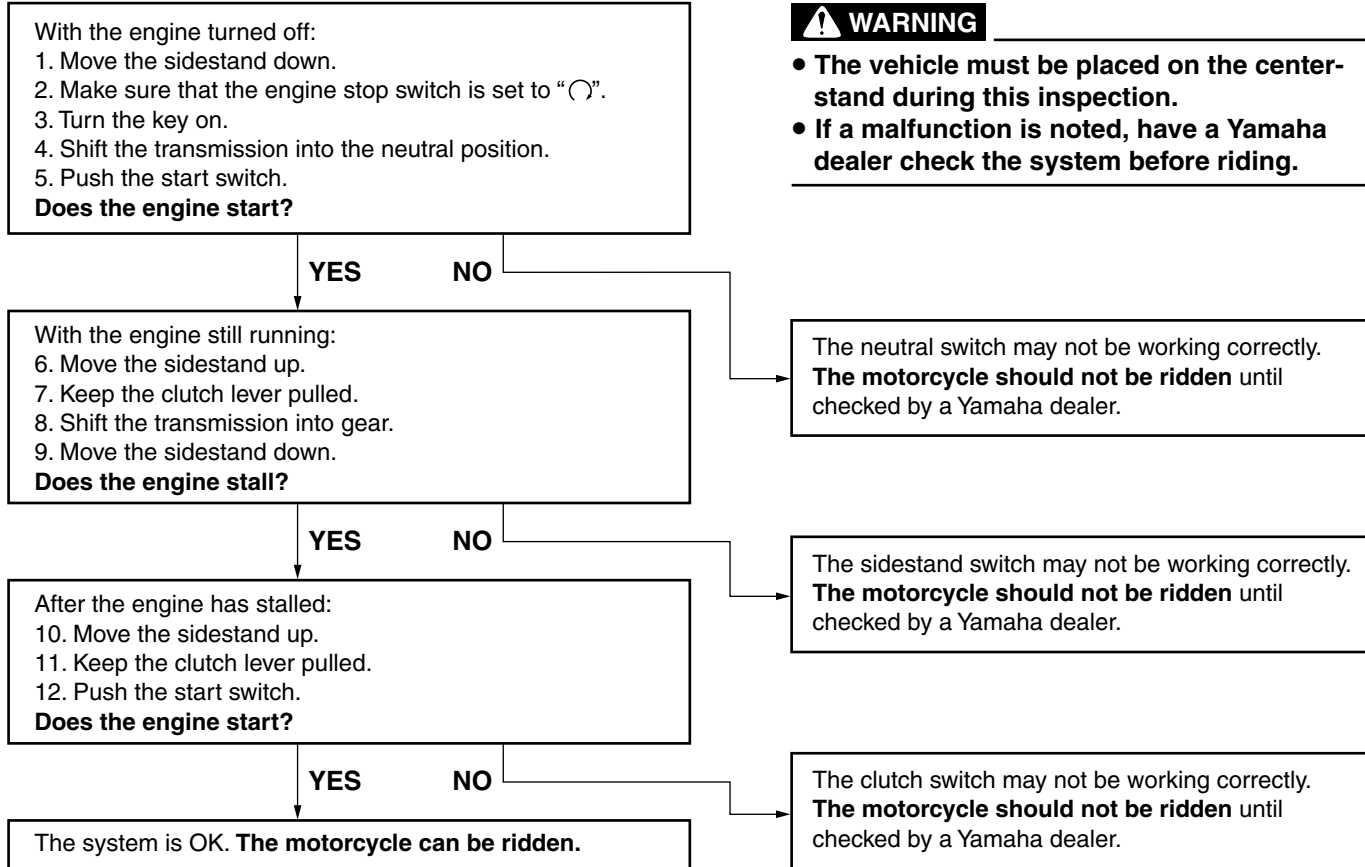 With the engine turned off:
1. Move the sidestand down.
2. Make sure that the engine stop switch is set to “○”.
3. Turn the key on.
4. Shift the transmission into the neutral position.
5. Push the start switch.
Does the engine start?
WARNING
● The vehicle must be placed on the center-
stand during this inspection.
● If a malfunction is noted, have a Yamaha
dealer check the system before riding.
YES NO
With the engine still running:
6. Move the sidestand up.
7. Keep the clutch lever pulled.
8. Shift the transmission into gear.
9. Move the sidestand down.
Does the engine stall?
The neutral switch may not be working correctly.
The motorcycle should not be ridden until
checked by a Yamaha dealer.
YES NO
After the engine has stalled:
10. Move the sidestand up.
11. Keep the clutch lever pulled.
12. Push the start switch.
Does the engine start?
The sidestand switch may not be working correctly.
The motorcycle should not be ridden until
checked by a Yamaha dealer.
YES NO
The system is OK. The motorcycle can be ridden.
The clutch switch may not be working correctly.
The motorcycle should not be ridden until
checked by a Yamaha dealer.